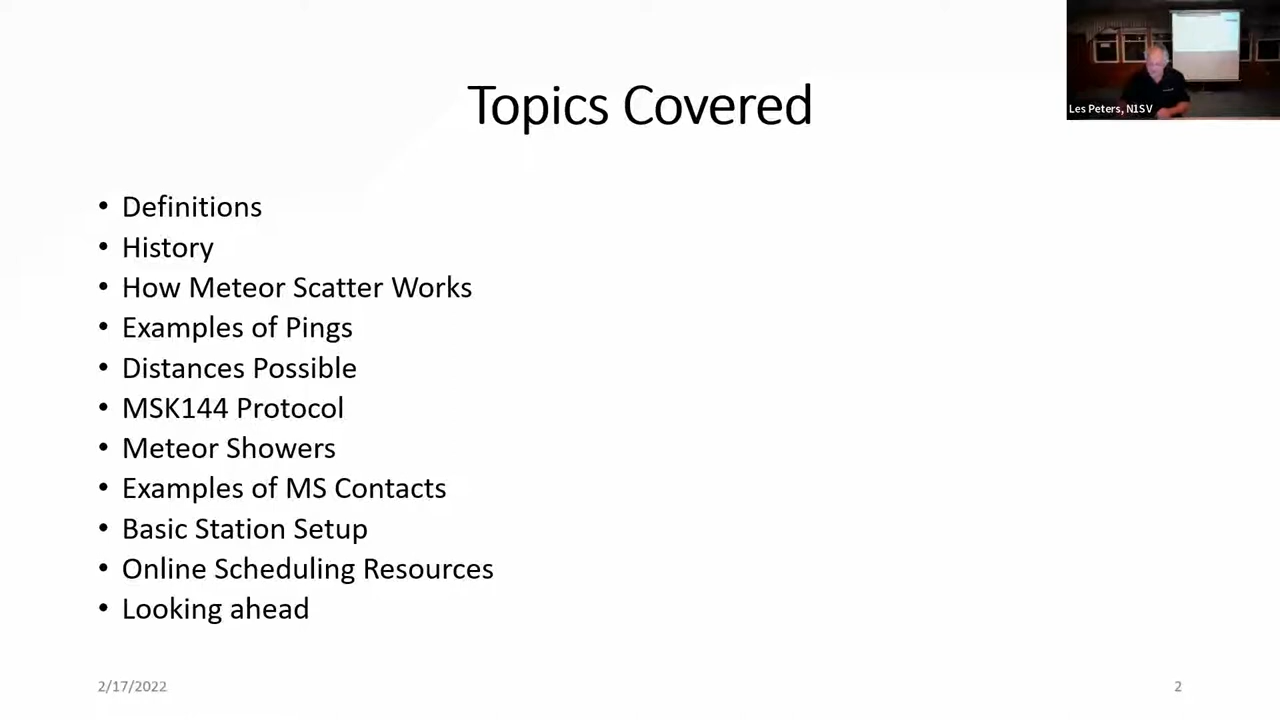 Topics Covered
Les Peters, N1SV
• Definitions
• History
• How Meteor Scatter Works
• Examples of Pings
• Distances Possible
• MSK144 Protocol
• Meteor Showers
• Examples of MS Contacts
• Basic Station Setup
• Online Scheduling Resources
• Looking ahead
2/17/2022
2